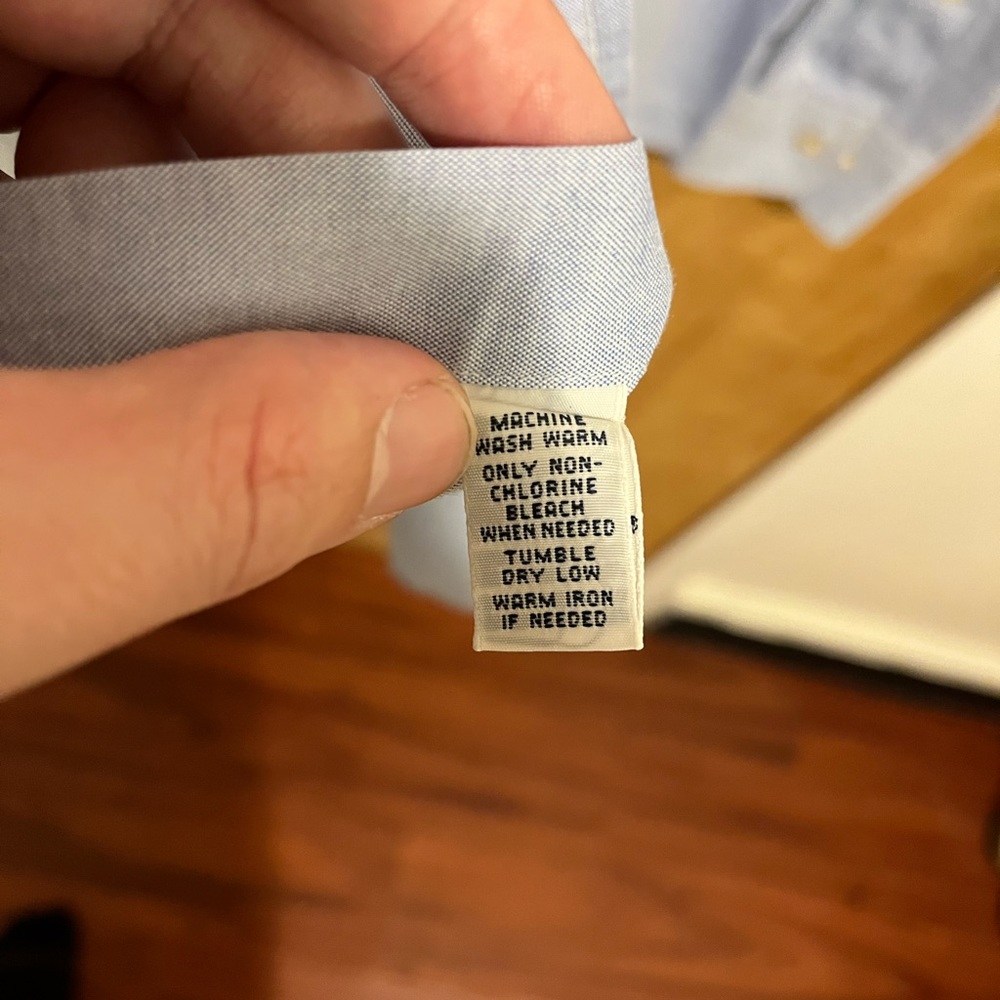 MACHINE
WASH WARM
ONLY NON-
CHLORINE
BLEACH
WHEN NEEDED
TUMBLE
DRY LOW
WARM IRON
IF NEEDED